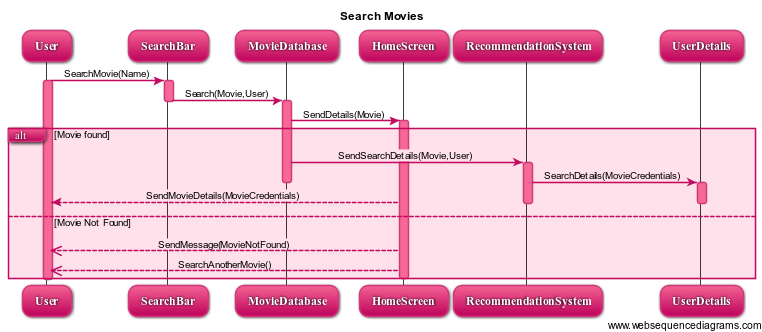 Search Movies
User
SearchBar
MovieDatabase
HomeScreen
RecommendationSystem
UserDetails
SearchMovie(Name)
Search(Movie,User)
SendDetails(Movie)
alt
[Movie found]
SendSearchDetails(Movie,User)
SearchDetails(MovieCredentials)
SendMovieDetails(MovieCredentials)
[Movie Not Found]
SendMessage(MovieNotFound)
SearchAnotherMovie()
User
SearchBar
MovieDatabase
HomeScreen
RecommendationSystem
UserDetails
www.websequencediagrams.com